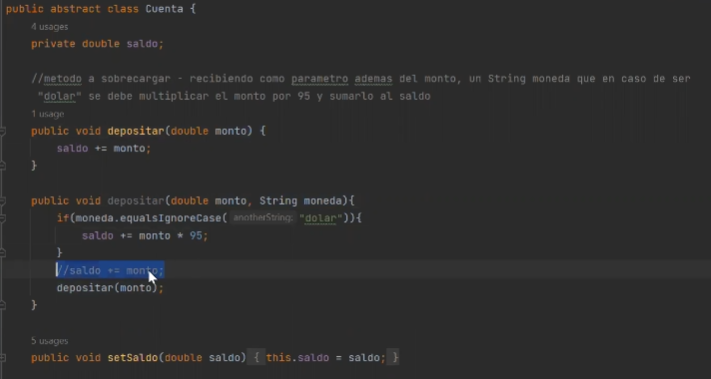 public abstract class Cuenta {
4 usages
private double saldo;
//metodo a sobrecargar - recibiendo como parametro ademas del monto, un String moneda que en caso de ser
"dolar" se debe multiplicar el monto por 95 y sumarlo al saldo
1 usage
public void depositar(double monto) {
saldo += monto;
}
public void depositar(double monto, String moneda){
if(moneda.equalsIgnoreCase( anotherString: "dolar")){
saldo += monto * 95;
}
//saldo += monto;
depositar(monto);
}
5 usages
public void setSaldo(double saldo) { this.saldo = saldo; }